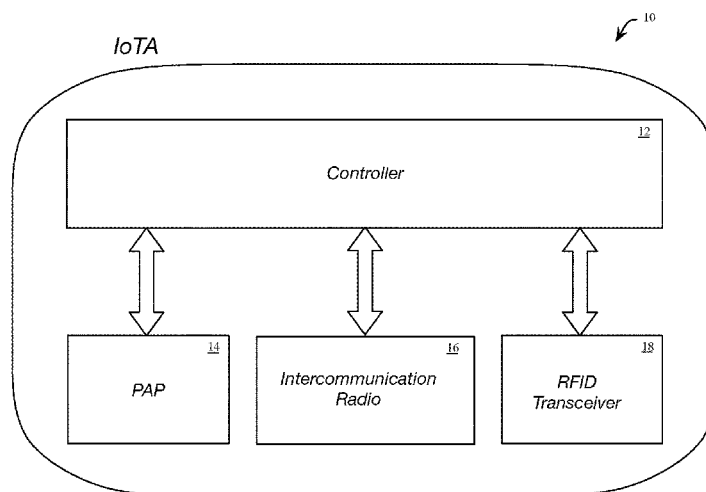 10
IoTA
12
Controller
14
PAP
16
Intercommunication
Radio
18
RFID
Transceiver